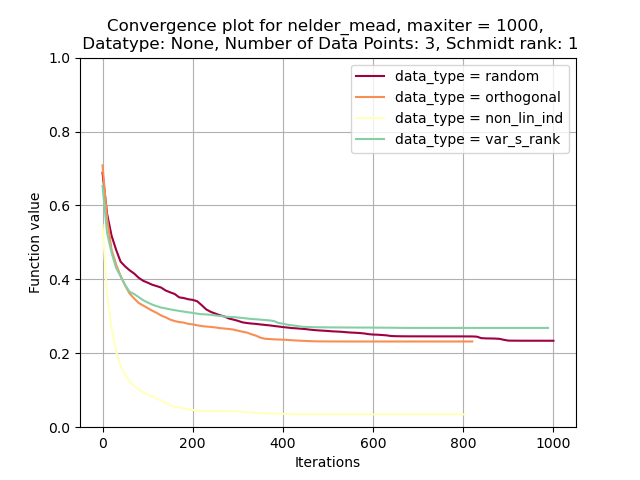 Convergence plot for nelder_mead, maxiter = 1000,
Datatype: None, Number of Data Points: 3, Schmidt rank: 1
data_type = random
data_type = orthogonal
data_type = non_lin_ind
data_type = var_s_rank
Function value
1.0
0.8
0.6
0.4
0.2
0.0
0 200 400 600 800 1000
Iterations